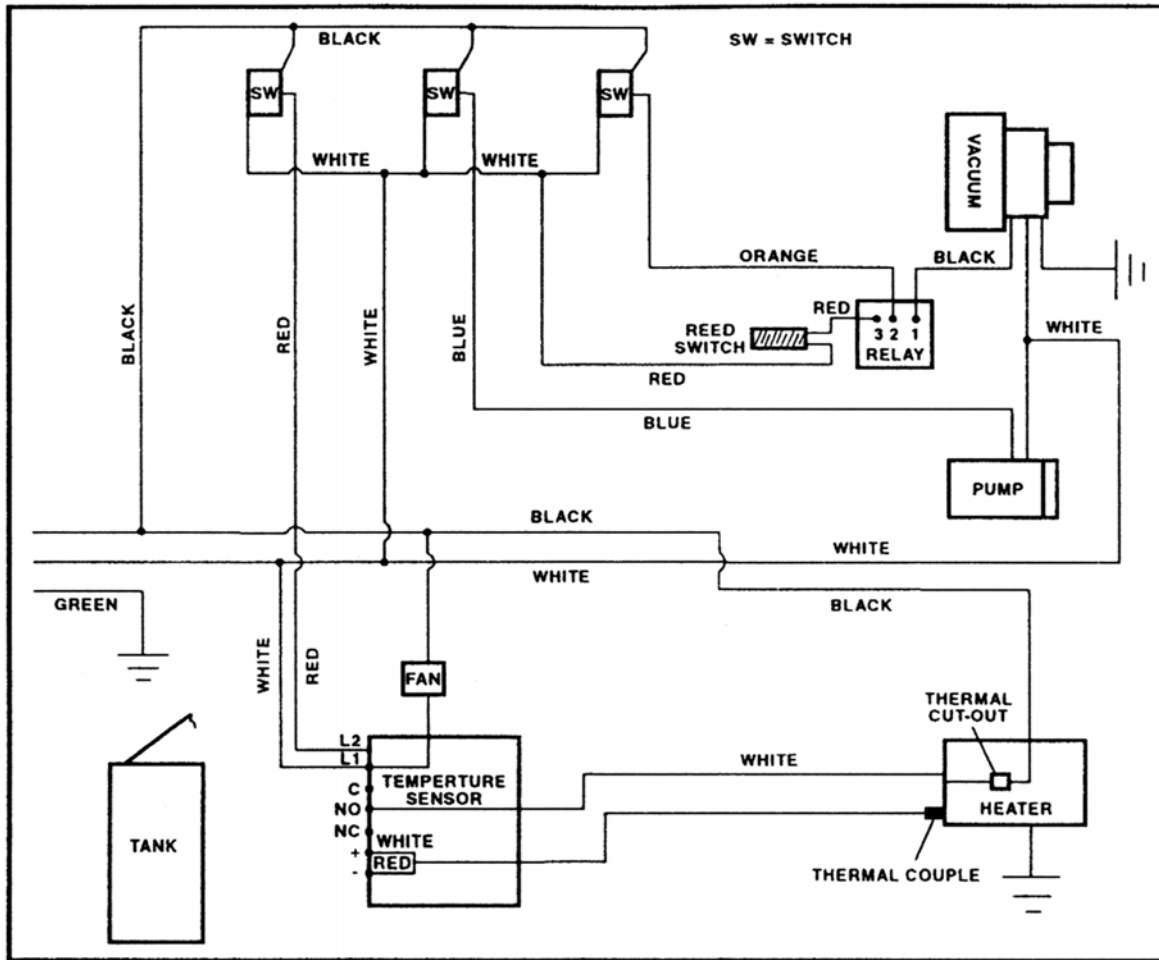 BLACK
SW = SWITCH
SW
SW
SW
WHITE
WHITE
VACUUM
ORANGE
BLACK
BLACK
RED
WHITE
BLUE
RED
REED
SWITCH
3 2 1
RELAY
WHITE
RED
BLUE
PUMP
BLACK
WHITE
WHITE
GREEN
BLACK
WHITE
RED
FAN
THERMAL
CUT-OUT
L2
L1
TEMPERTURE
SENSOR
WHITE
C
NO
HEATER
NC
WHITE
+
RED
-
TANK
THERMAL COUPLE